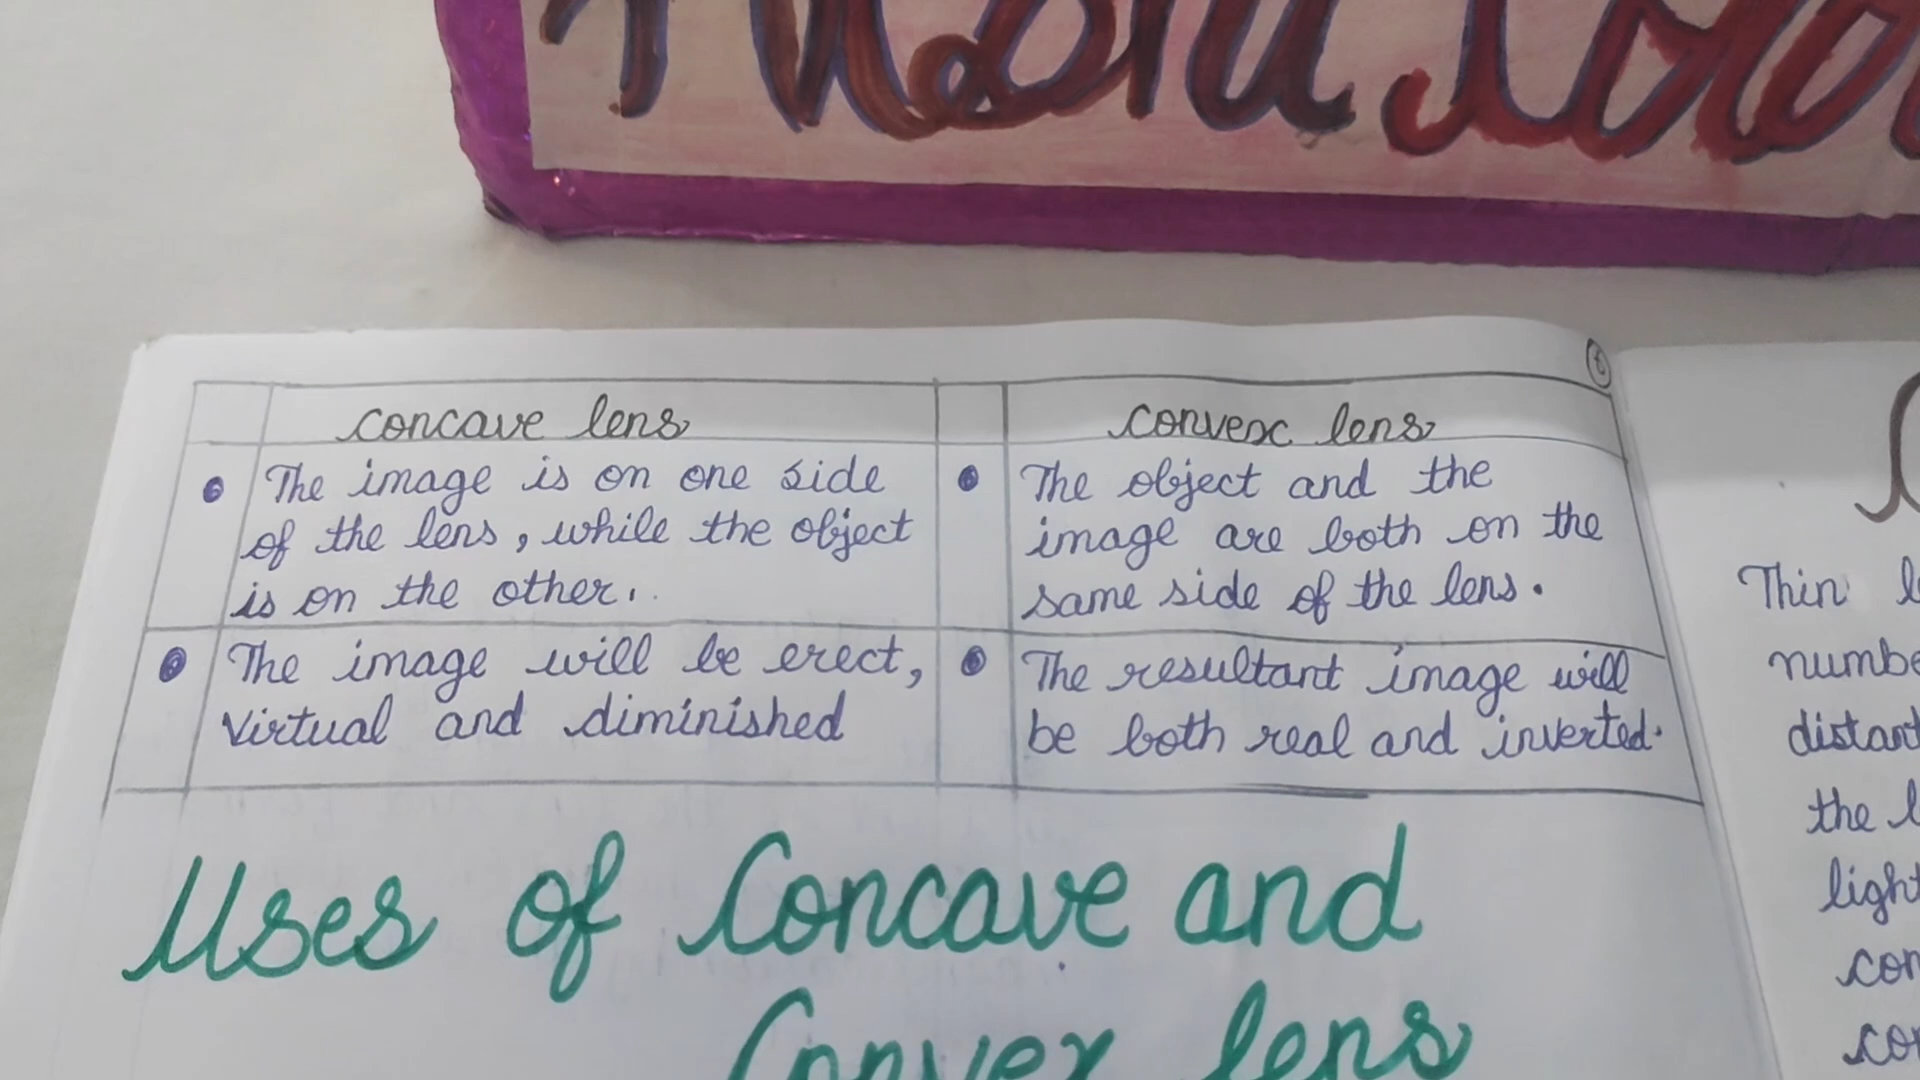 concave lens
convex lens
The image is on one side
of the lens, while the object
is on the other.
The object and the
image are both on the
same side of the lens.
The image will be erect,
virtual and diminished
The resultant image will
be both real and inverted.
Uses of Concave and
Convex lens
Thin
numbe
distant
the
light
con